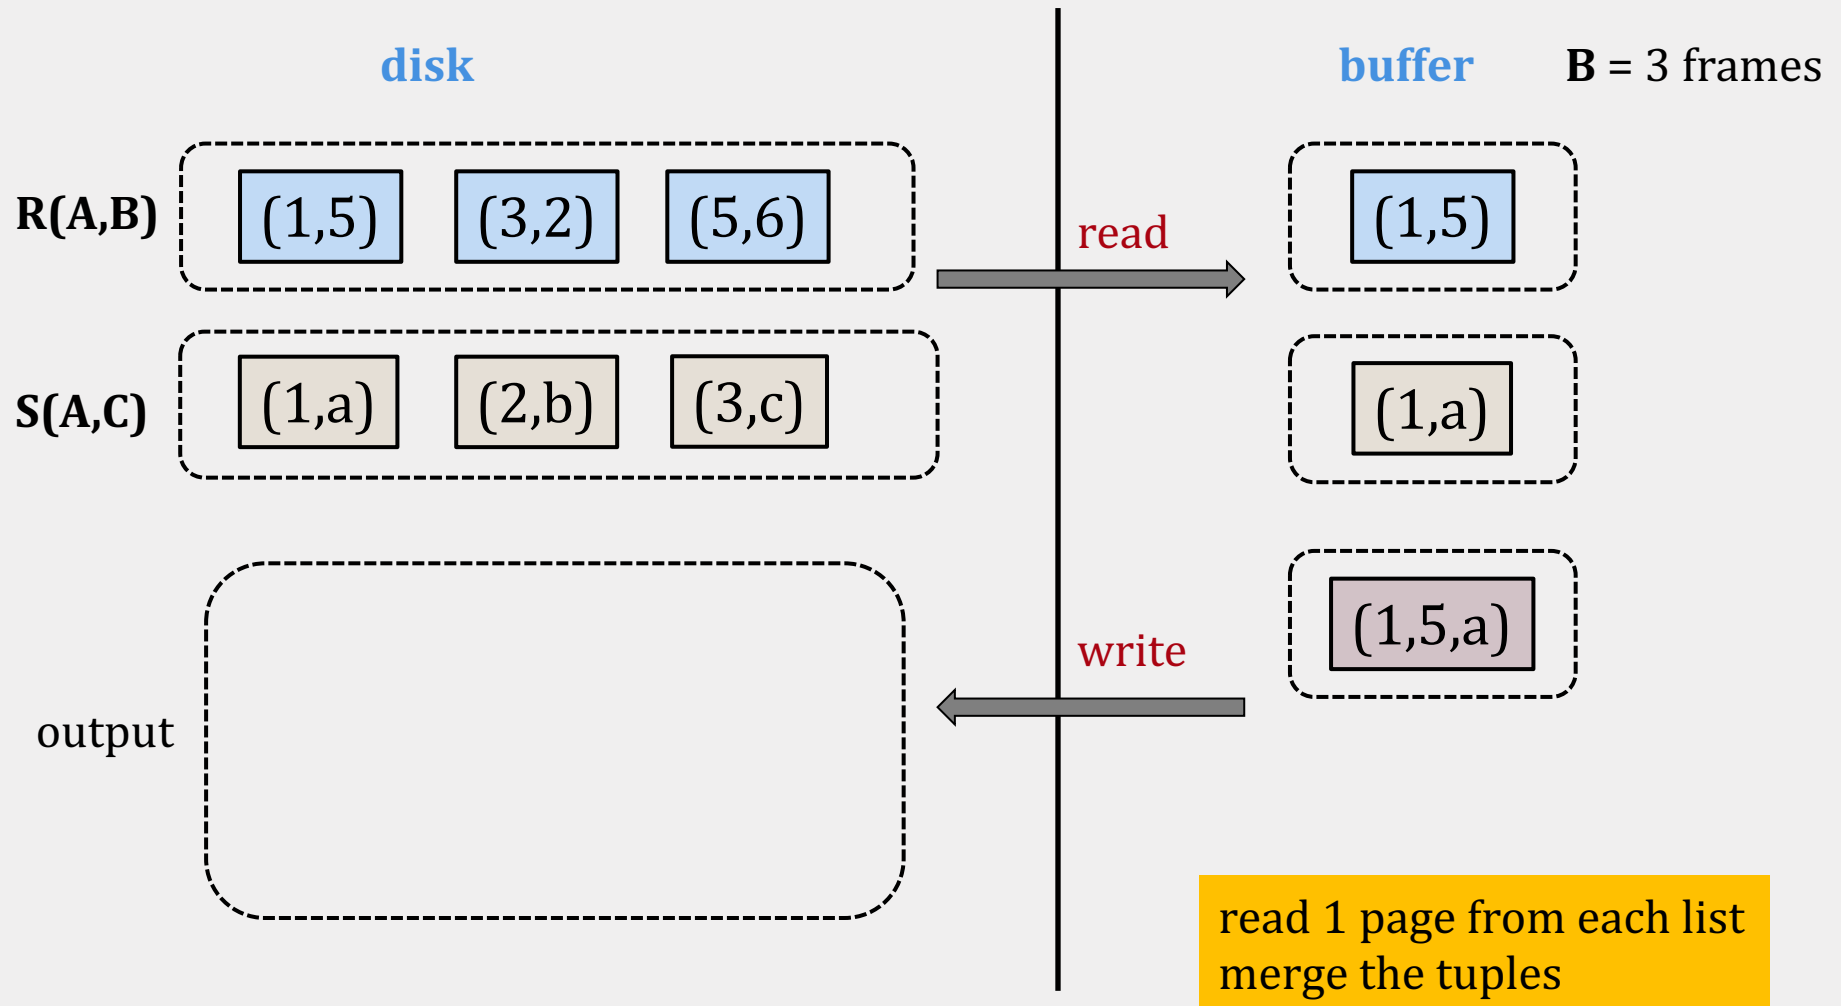 disk
buffer B = 3 frames
R(A,B) (1,5) (3,2) (5,6)
read
(1,5)
S(A,C) (1,a) (2,b) (3,c)
(1,a)
(1,5,a)
write
output
read 1 page from each list
merge the tuples